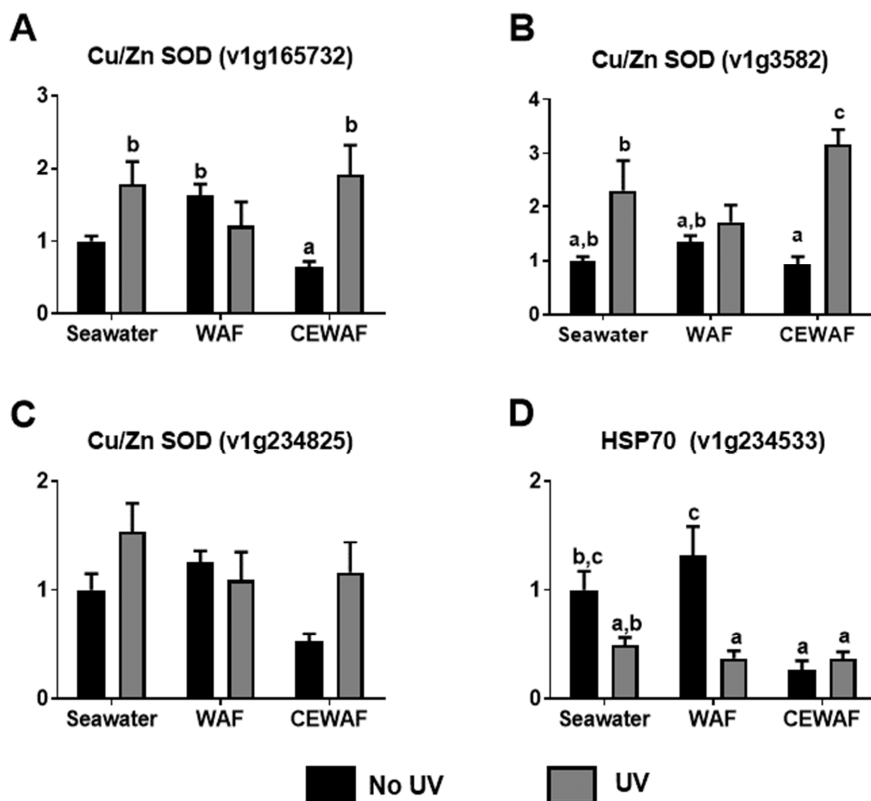 A
Cu/Zn SOD (v1g165732)
3
2
1
0
b
b
a
b
Seawater
WAF
CEWAF
B
Cu/Zn SOD (v1g3582)
4
3
2
1
0
a,b
b
a,b
a
c
Seawater
WAF
CEWAF
C
Cu/Zn SOD (v1g234825)
2
1
0
Seawater
WAF
CEWAF
D
HSP70 (v1g234533)
2
1
0
b,c
a,b
c
a
a
a
Seawater
WAF
CEWAF
No UV
UV